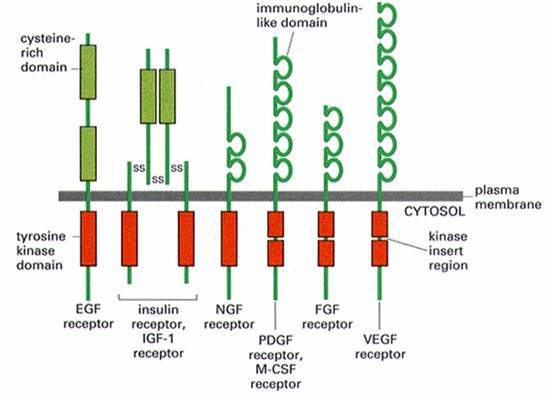 immunoglobulin-
like domain
cysteine-
rich
domain
ss
ss
ss
plasma
membrane
CYTOSOL
tyrosine
kinase
domain
kinase
insert
region
EGF
receptor
insulin
receptor,
IGF-1
receptor
NGF
receptor
PDGF
receptor,
M-CSF
receptor
FGF
receptor
VEGF
receptor